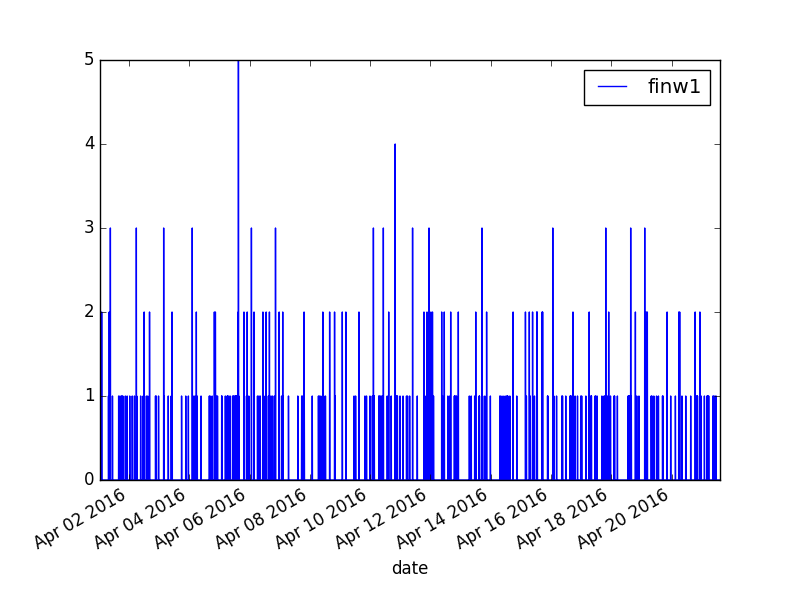 5
finw1
4
3
2
1
0
Apr 02 2016
Apr 04 2016
Apr 06 2016
Apr 08 2016
Apr 10 2016
Apr 12 2016
Apr 14 2016
Apr 16 2016
Apr 18 2016
Apr 20 2016
date